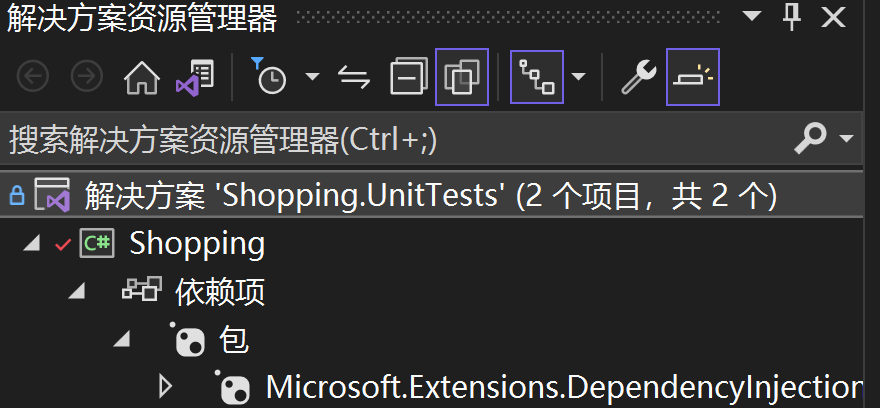 解决方案资源管理器
搜索解决方案资源管理器(Ctrl+;)
解决方案 'Shopping.UnitTests' (2 个项目，共 2 个)
C# Shopping
依赖项
包
Microsoft.Extensions.DependencyInjection